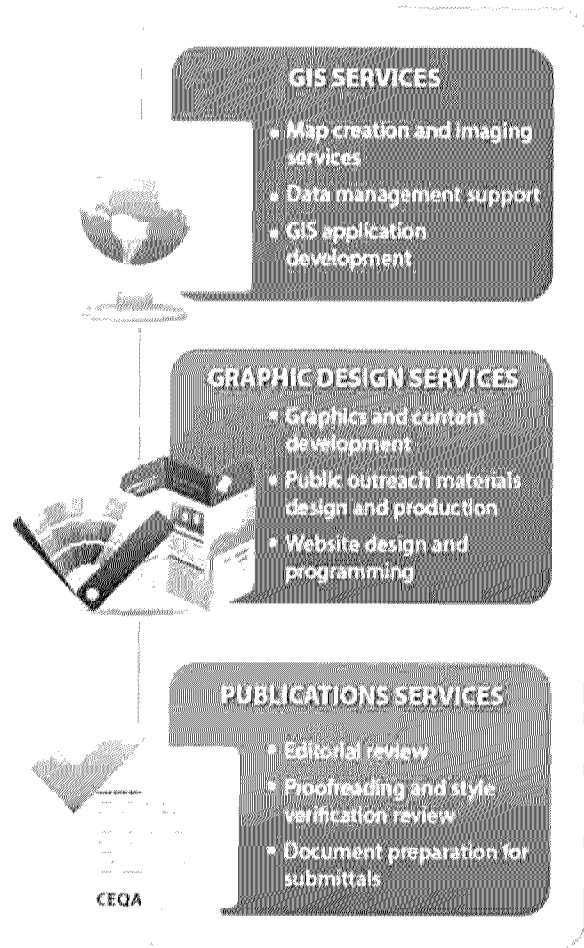 GIS SERVICES
▪ Map creation and imaging
services
▪ Data management support
▪ GIS application
development
GRAPHIC DESIGN SERVICES
▪ Graphics and content
development
▪ Public outreach materials
design and production
▪ Website design and
programming
PUBLICATIONS SERVICES
▪ Editorial review
▪ Proofreading and style
verification review
▪ Document preparation for
submittals
CEQA